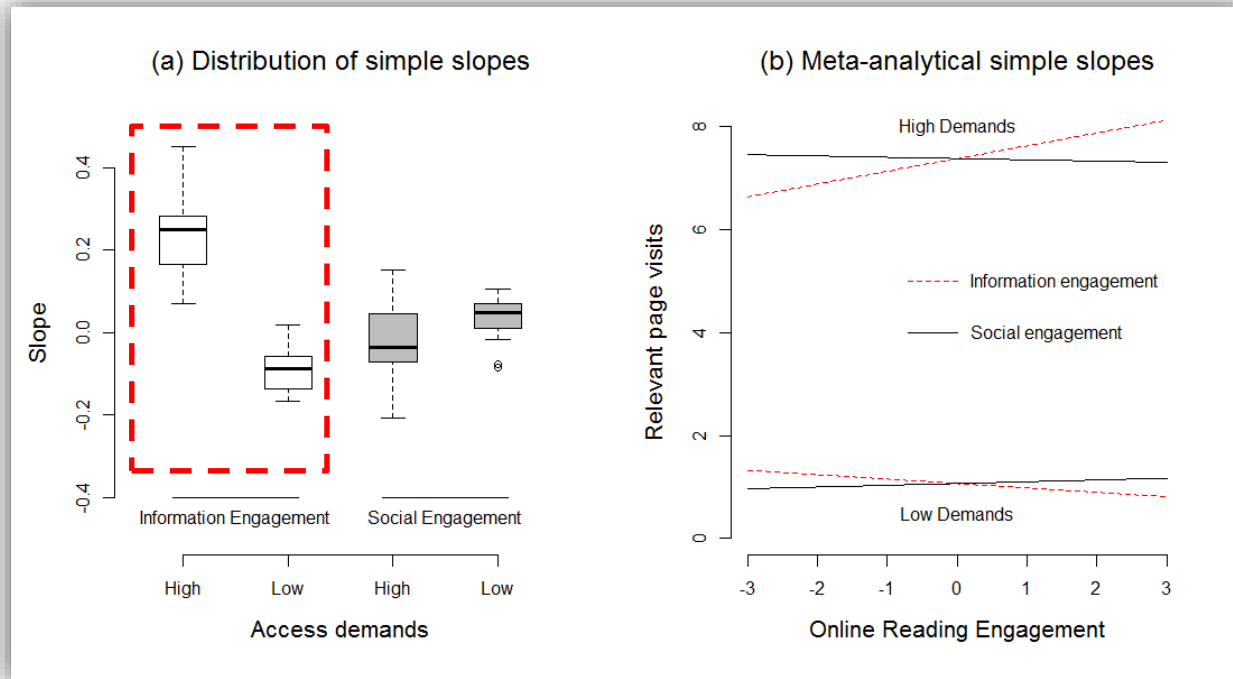 (a) Distribution of simple slopes
Slope
0.4
0.2
0.0
-0.2
-0.4
Information Engagement
Social Engagement
High
Low
High
Low
Access demands
(b) Meta-analytical simple slopes
Relevant page visits
8
6
4
2
0
High Demands
Information engagement
Social engagement
Low Demands
-3
-2
-1
0
1
2
3
Online Reading Engagement